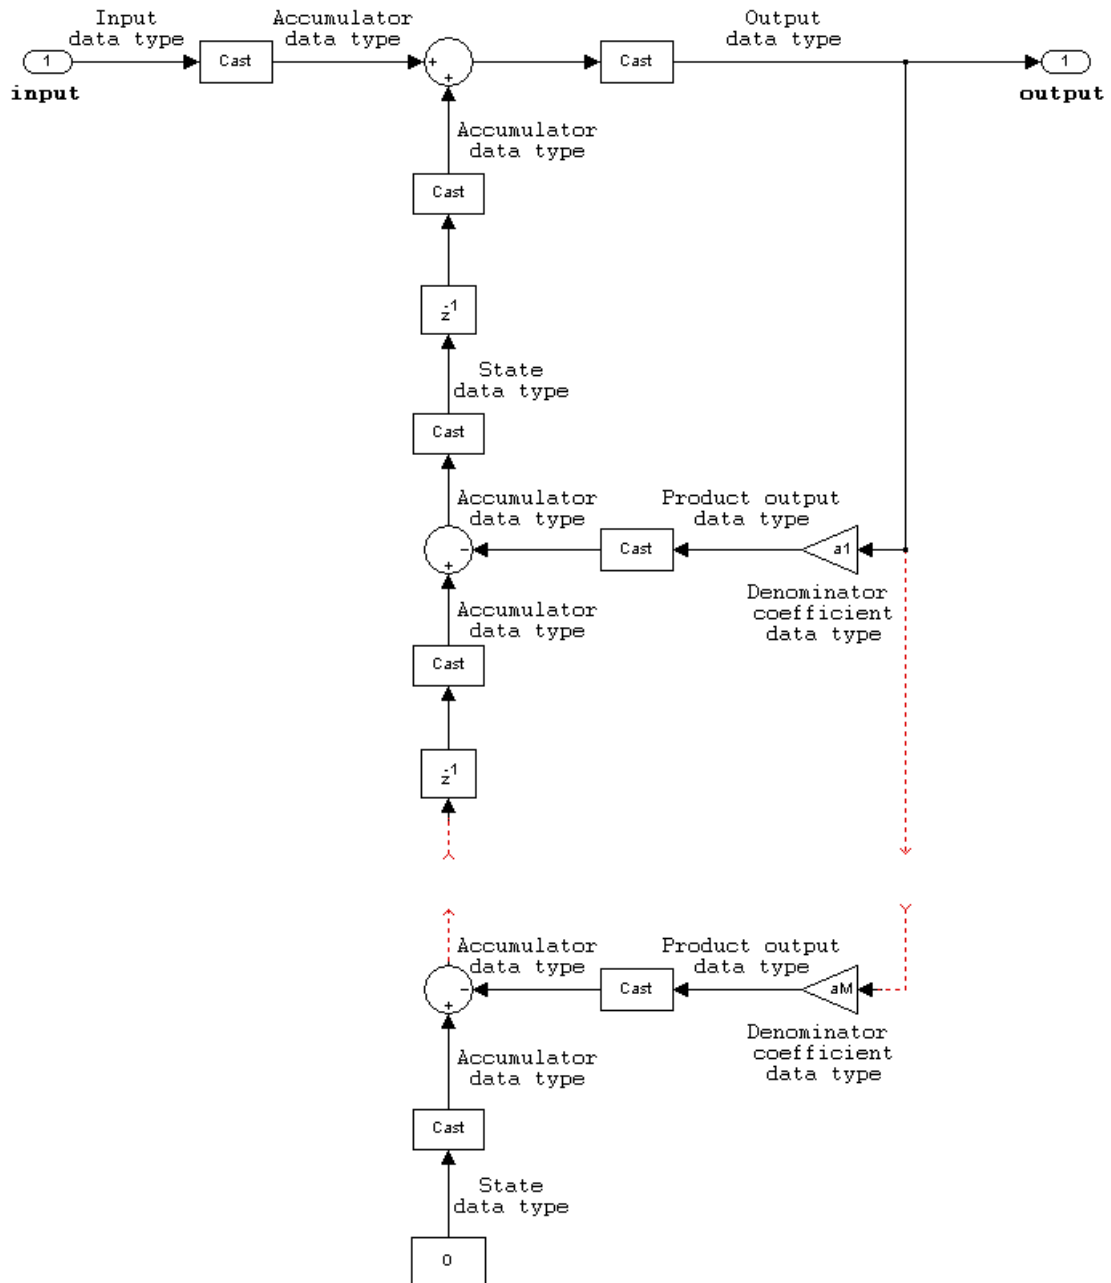 Input
data type
Accumulator
data type
Output
data type
1
Cast
+
+
Cast
1
input
output
Accumulator
data type
Cast
z-1
State
data type
Cast
Accumulator
data type
Product output
data type
−
+
Cast
a1
Accumulator
data type
Denominator
coefficient
data type
Cast
z-1
Accumulator
data type
Product output
data type
−
+
Cast
aM
Accumulator
data type
Denominator
coefficient
data type
Cast
State
data type
0